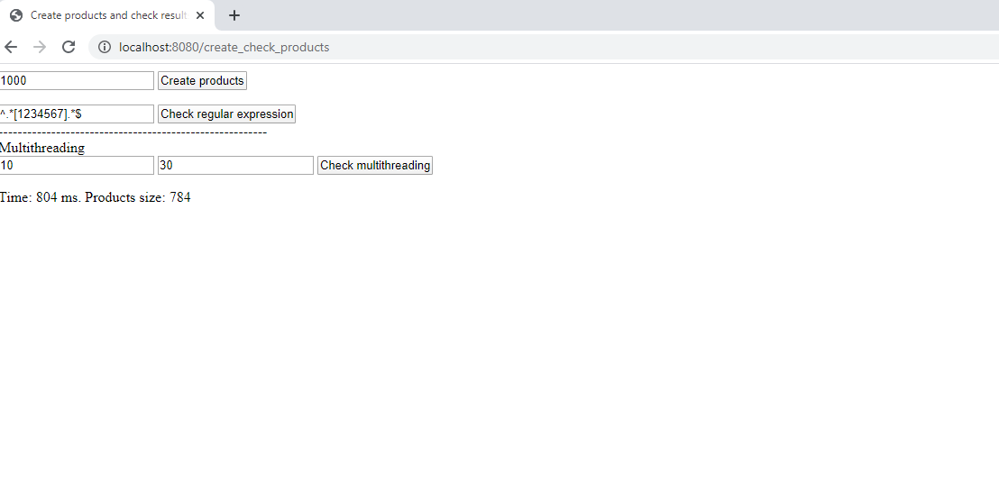 Create products and check result
localhost:8080/create_check_products
1000 Create products
^.*[1234567].*$ Check regular expression
--------------------------------------------------------
Multithreading
10 30 Check multithreading
Time: 804 ms. Products size: 784